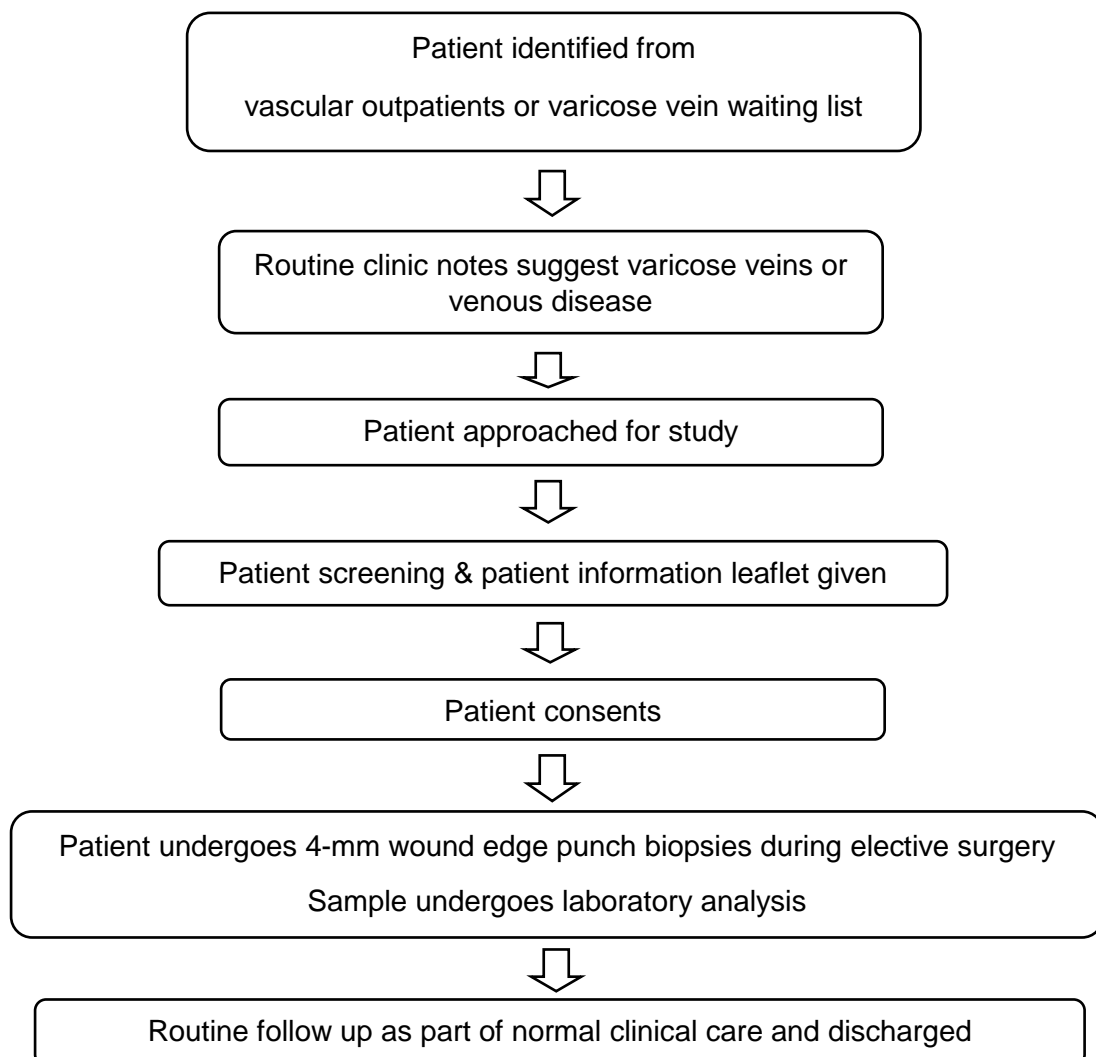 Patient identified from
vascular outpatients or varicose vein waiting list
Routine clinic notes suggest varicose veins or
venous disease
Patient approached for study
Patient screening & patient information leaflet given
Patient consents
Patient undergoes 4-mm wound edge punch biopsies during elective surgery
Sample undergoes laboratory analysis
Routine follow up as part of normal clinical care and discharged